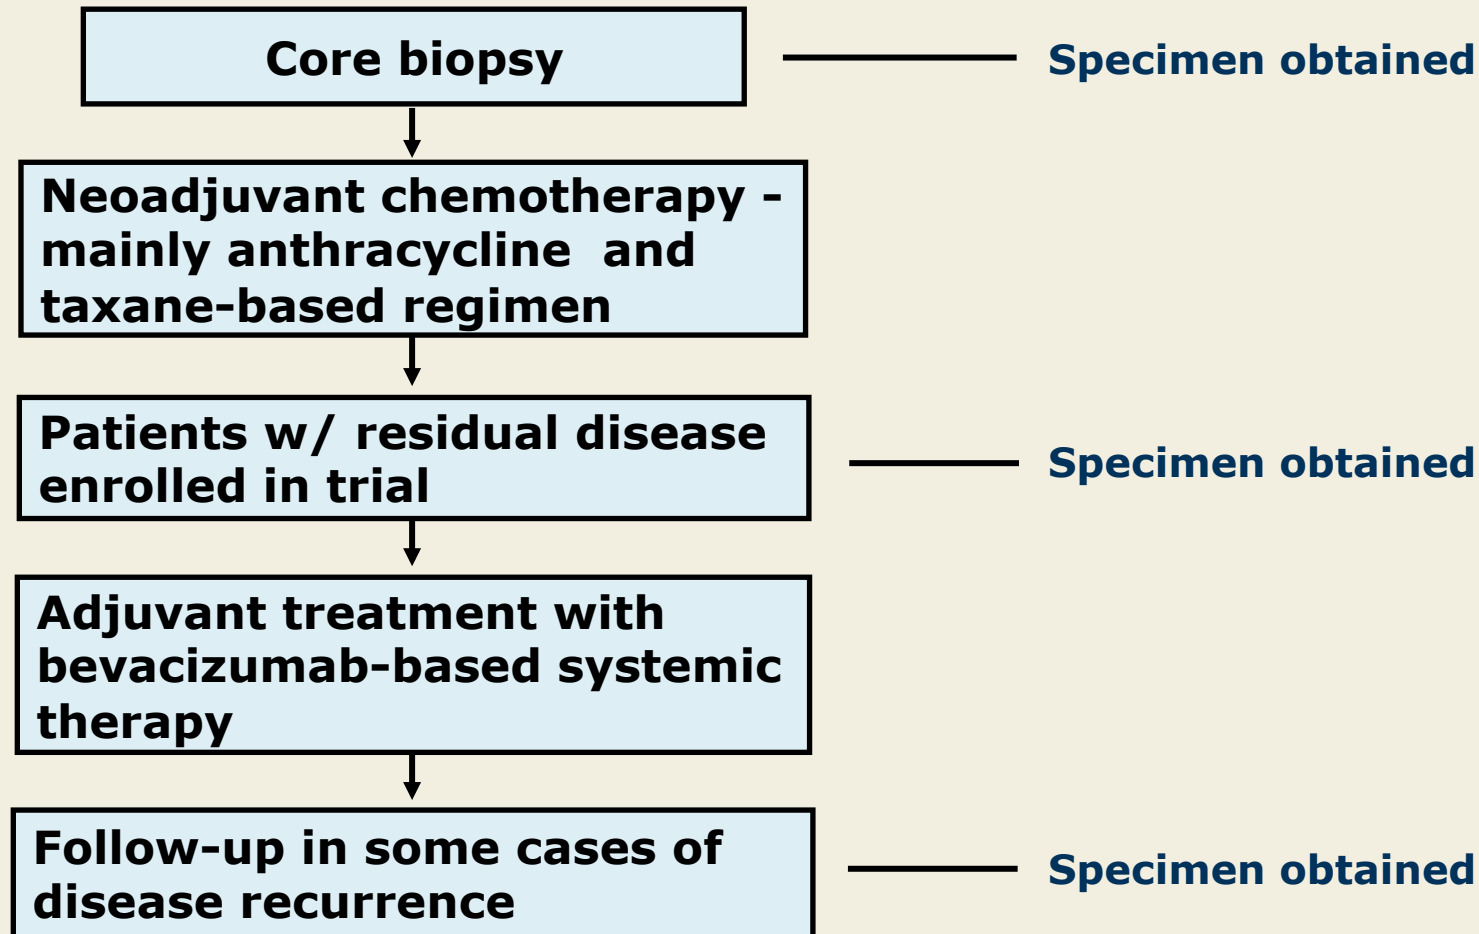 Core biopsy
Specimen obtained
Neoadjuvant chemotherapy -
mainly anthracycline and
taxane-based regimen
Patients w/ residual disease
enrolled in trial
Specimen obtained
Adjuvant treatment with
bevacizumab-based systemic
therapy
Follow-up in some cases of
disease recurrence
Specimen obtained